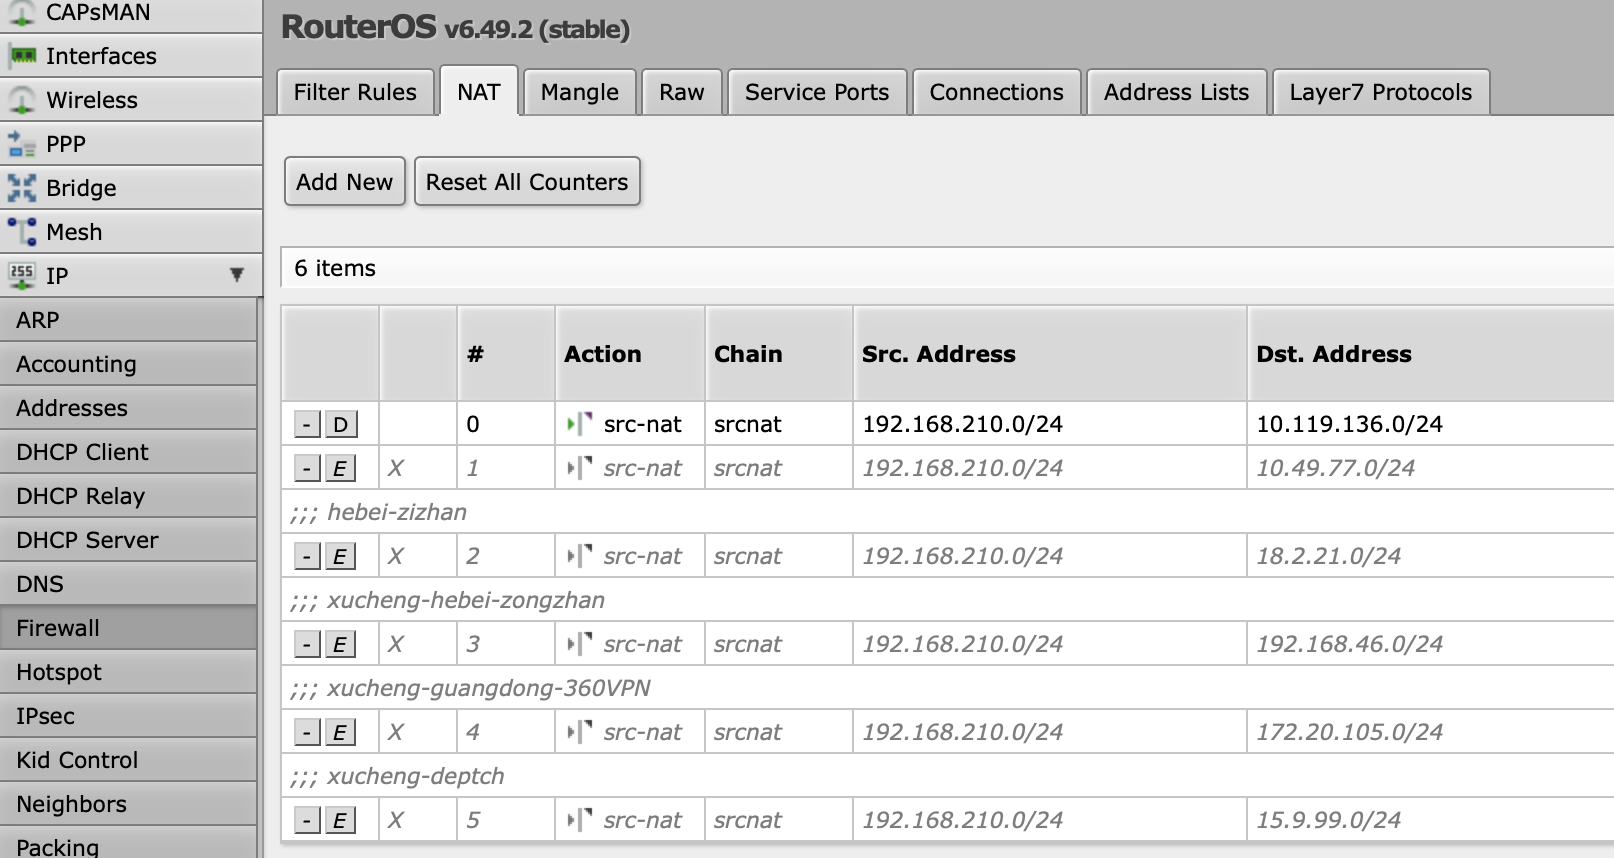 CAPsMAN
Interfaces
Wireless
PPP
Bridge
Mesh
255 IP ▼
ARP
Accounting
Addresses
DHCP Client
DHCP Relay
DHCP Server
DNS
Firewall
Hotspot
IPsec
Kid Control
Neighbors
Packing
RouterOS v6.49.2 (stable)
Filter Rules NAT Mangle Raw Service Ports Connections Address Lists Layer7 Protocols
Add New Reset All Counters
6 items
# Action Chain Src. Address Dst. Address
- D 0 src-nat srcnat 192.168.210.0/24 10.119.136.0/24
- E X 1 src-nat srcnat 192.168.210.0/24 10.49.77.0/24
;;; hebei-zizhan
- E X 2 src-nat srcnat 192.168.210.0/24 18.2.21.0/24
;;; xucheng-hebei-zongzhan
- E X 3 src-nat srcnat 192.168.210.0/24 192.168.46.0/24
;;; xucheng-guangdong-360VPN
- E X 4 src-nat srcnat 192.168.210.0/24 172.20.105.0/24
;;; xucheng-deptch
- E X 5 src-nat srcnat 192.168.210.0/24 15.9.99.0/24